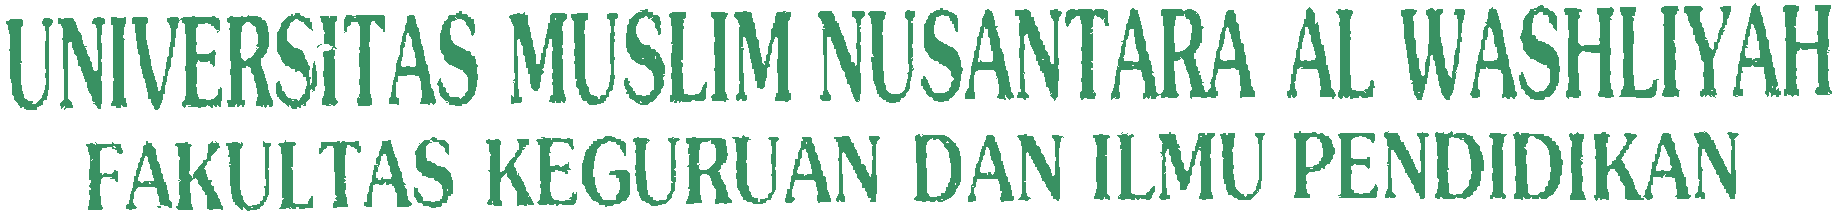 UNIVERSITAS MUSLIM NUSANTARA AL WASHLIYAH
FAKULTAS KEGURUAN DAN ILMU PENDIDIKAN